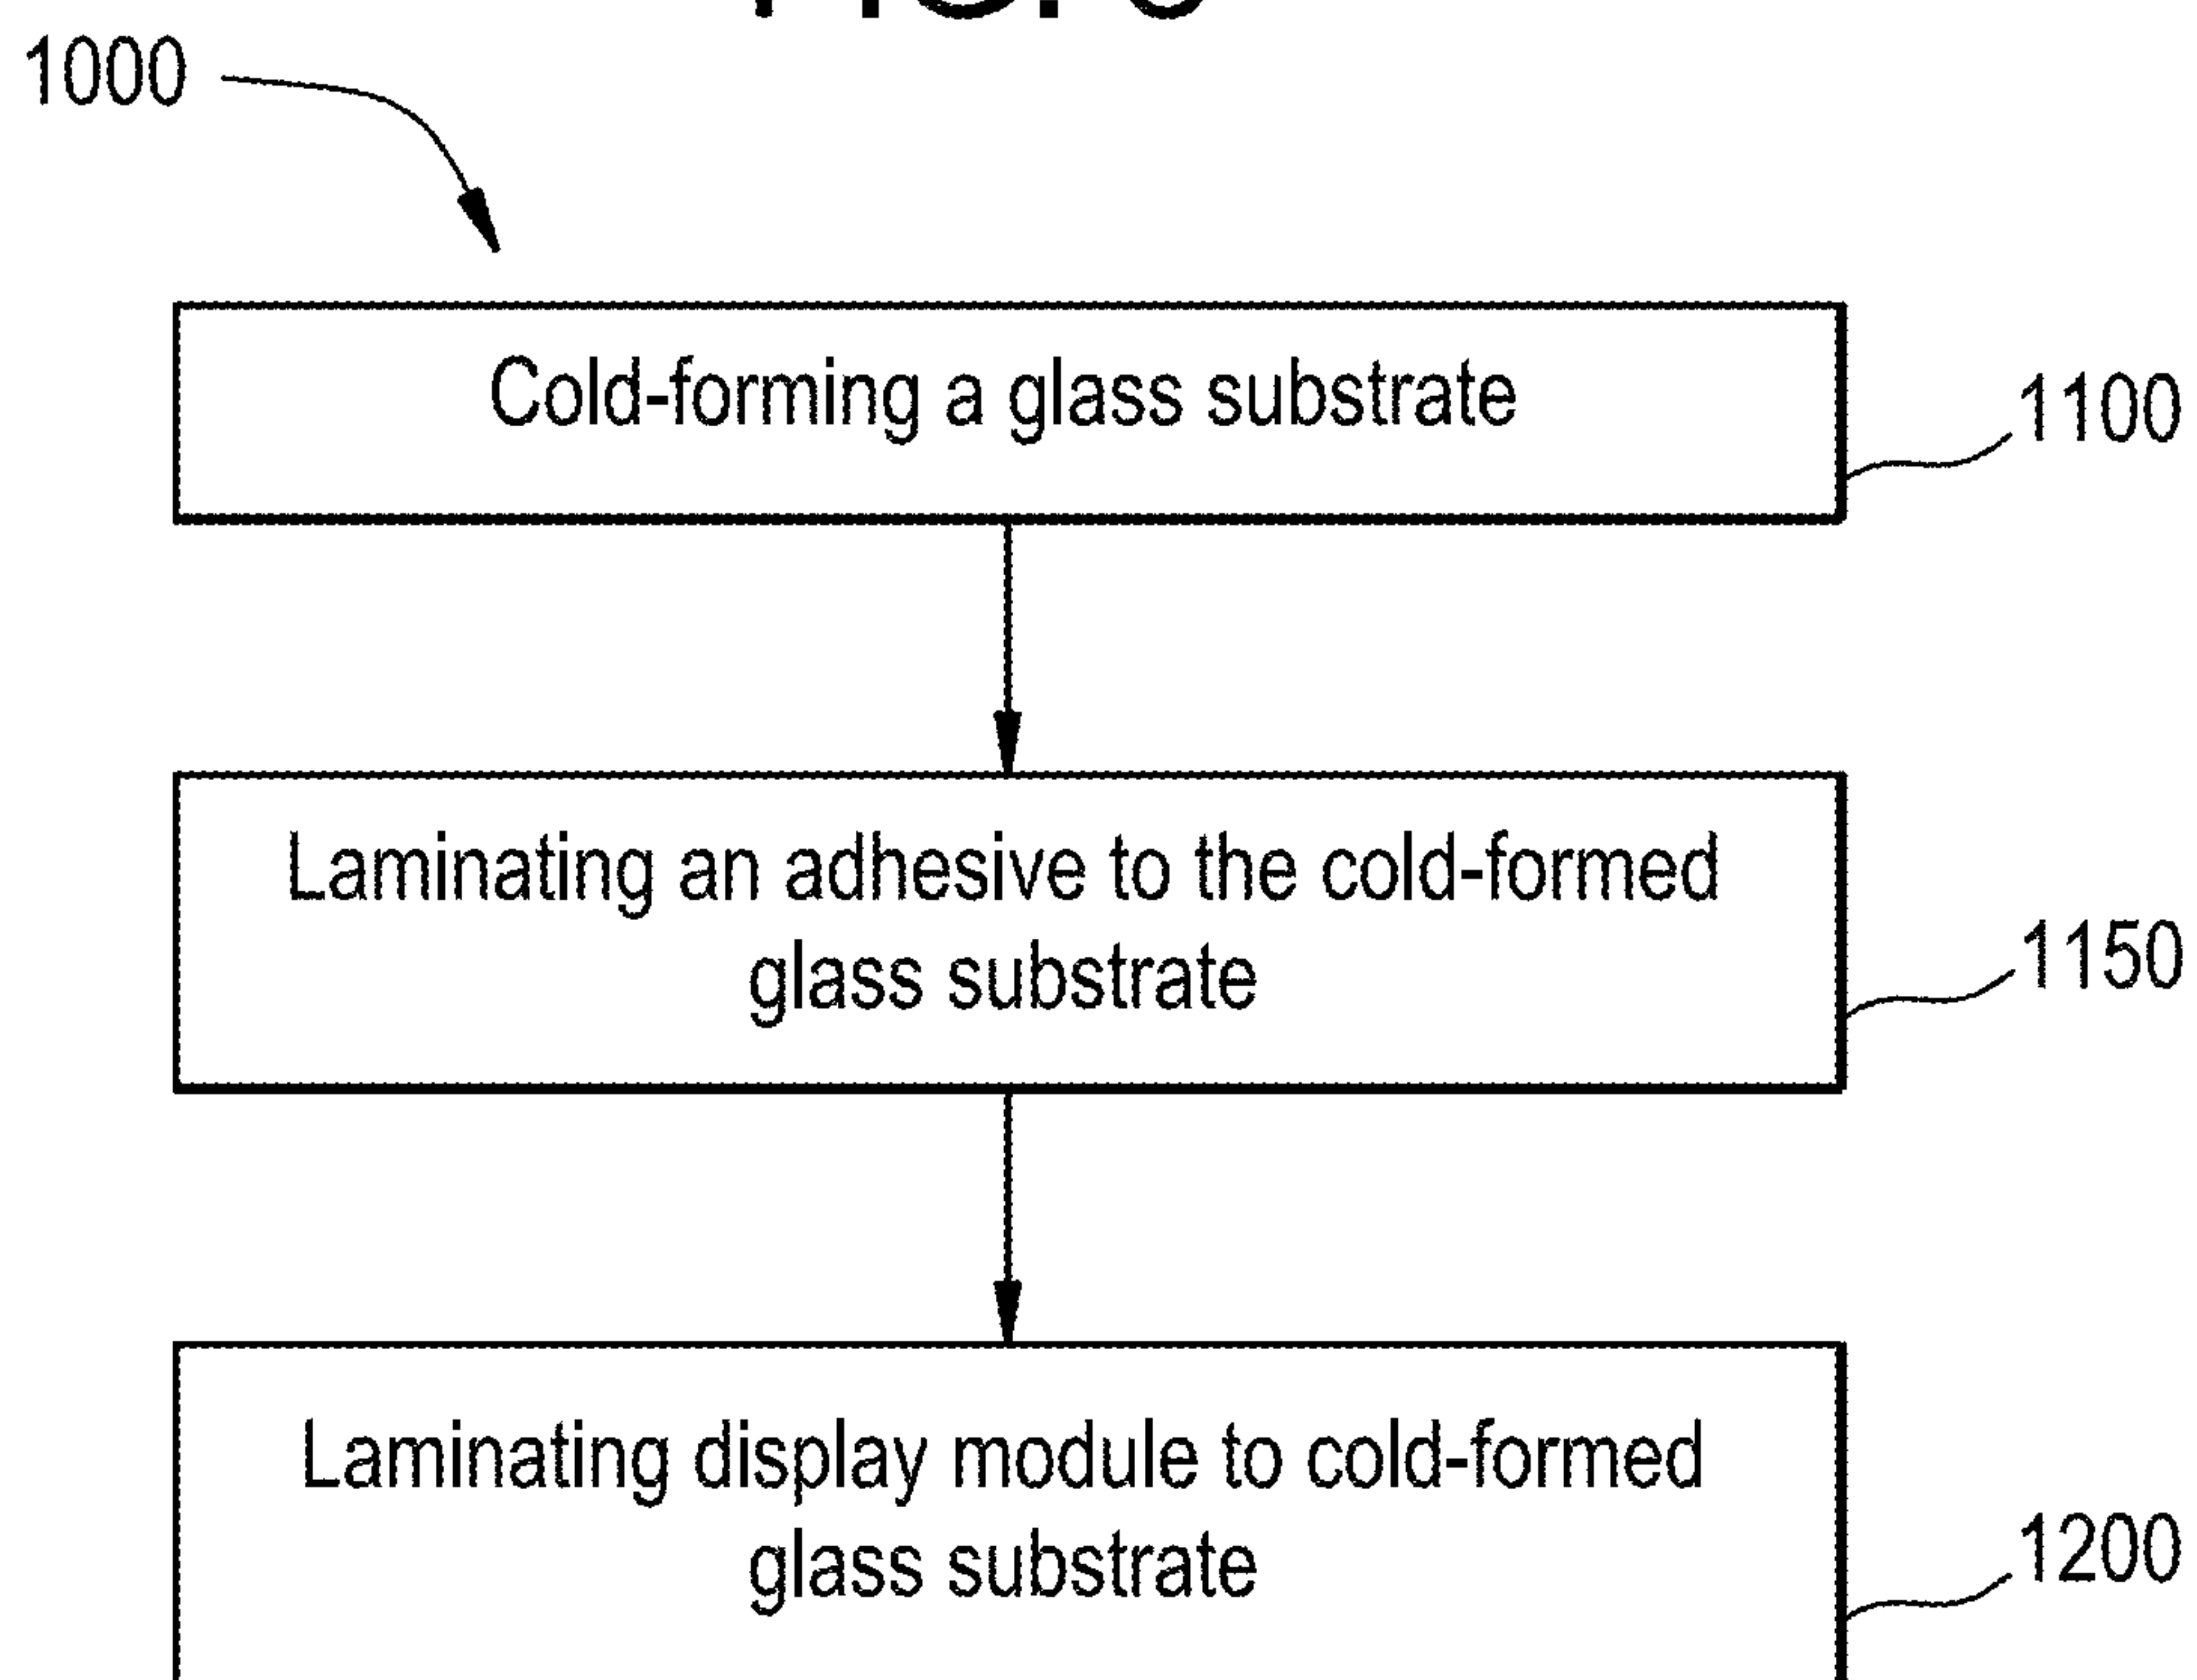 1000
Cold-forming a glass substrate
1100
Laminating an adhesive to the cold-formed
glass substrate
1150
Laminating display module to cold-formed
glass substrate
1200